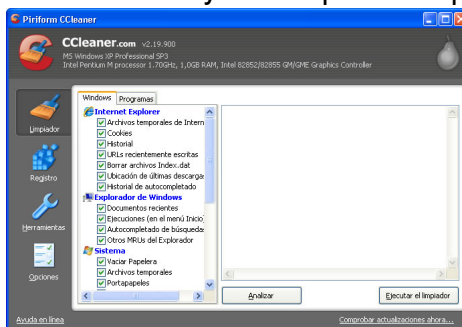 Piriform CCleaner
CCleaner.com v2.19.900
MS Windows XP Professional SP3
Intel Pentium M processor 1.70GHz, 1,0GB RAM, Intel 82852/82855 GM/GME Graphics Controller
Limpiador
Registro
Herramientas
Opciones
Windows Programas
Internet Explorer
Archivos temporales de Intern
Cookies
Historial
URLs recientemente escritas
Borrar archivos Index.dat
Ubicación de últimas descargas
Historial de autocompletado
Explorador de Windows
Documentos recientes
Ejecuciones (en el menú Inicio)
Autocompletado de búsquedas
Otros MRUs del Explorador
Sistema
Vaciar Papelera
Archivos temporales
Portapapeles
Analizar
Ejecutar el limpiador
Ayuda en línea
Comprobar actualizaciones ahora...